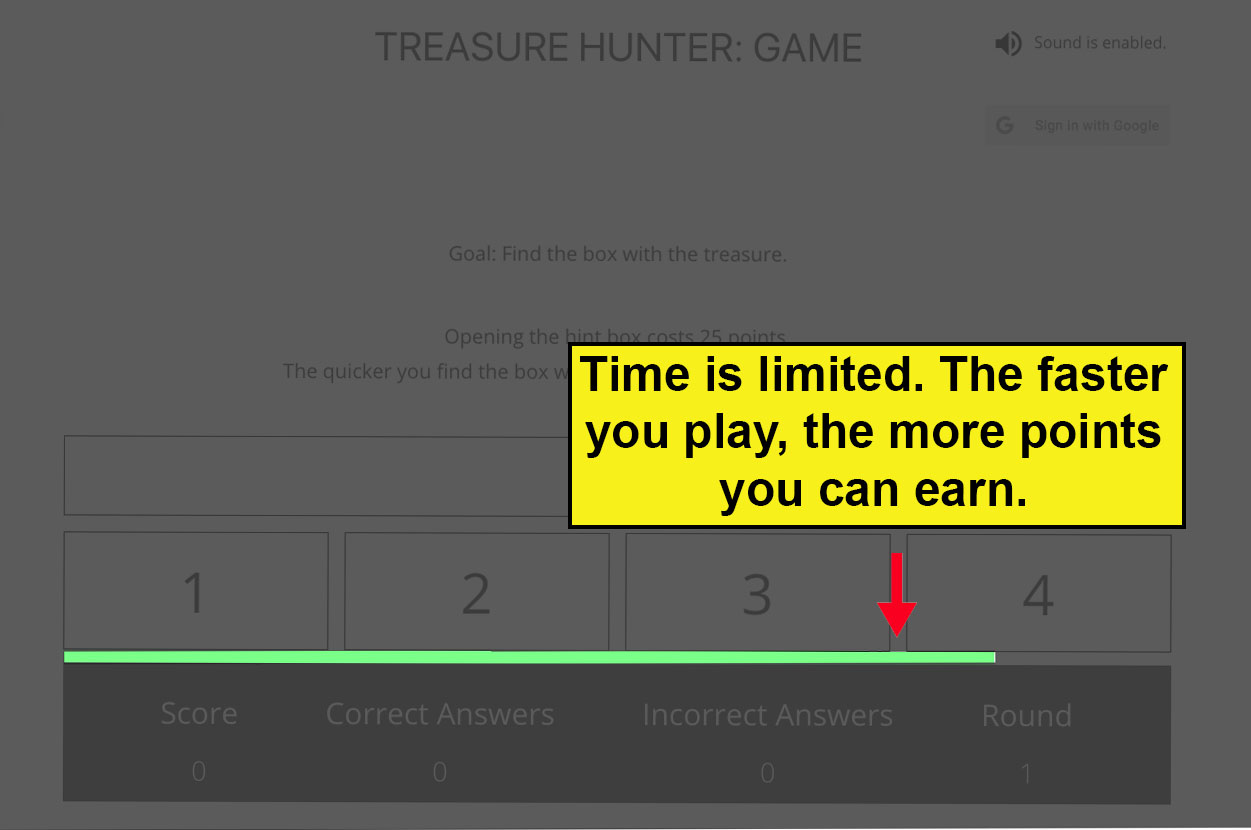 TREASURE HUNTER: GAME
Sound is enabled.
G Sign in with Google
Goal: Find the box with the treasure.
Opening the hint box costs 25 points
The quicker you find the box w
Time is limited. The faster
you play, the more points
you can earn.
1 2 3 4
Score Correct Answers Incorrect Answers Round
0 0 0 1